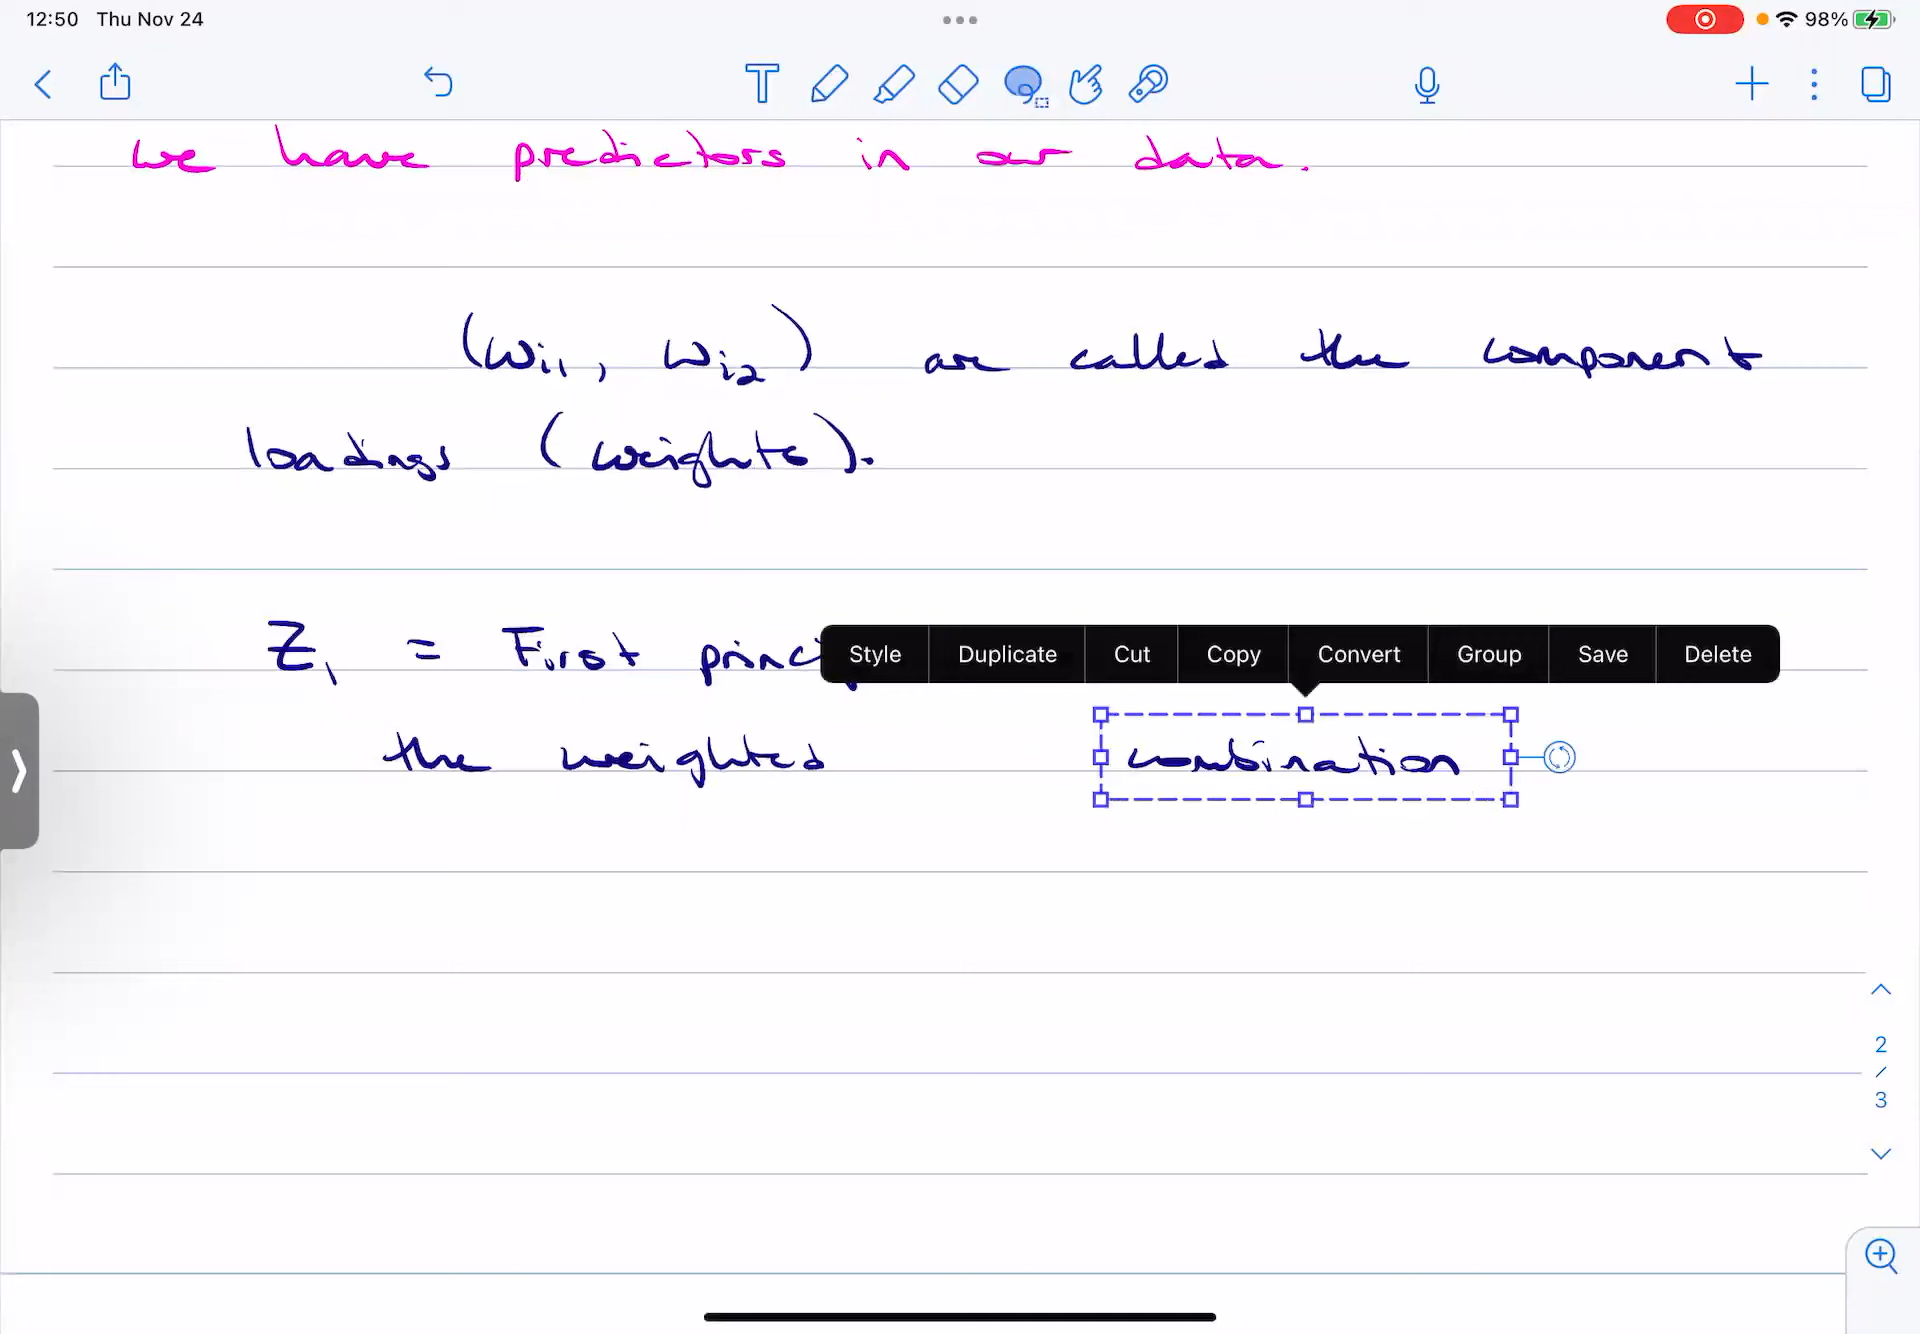 12:50 Thu Nov 24 98%
we have predictors in our data.
(Wi1, Wi2) are called the component
loadings (weights).
Z1 = First princi
Style Duplicate Cut Copy Convert Group Save Delete
the weighted combination
2
/
3